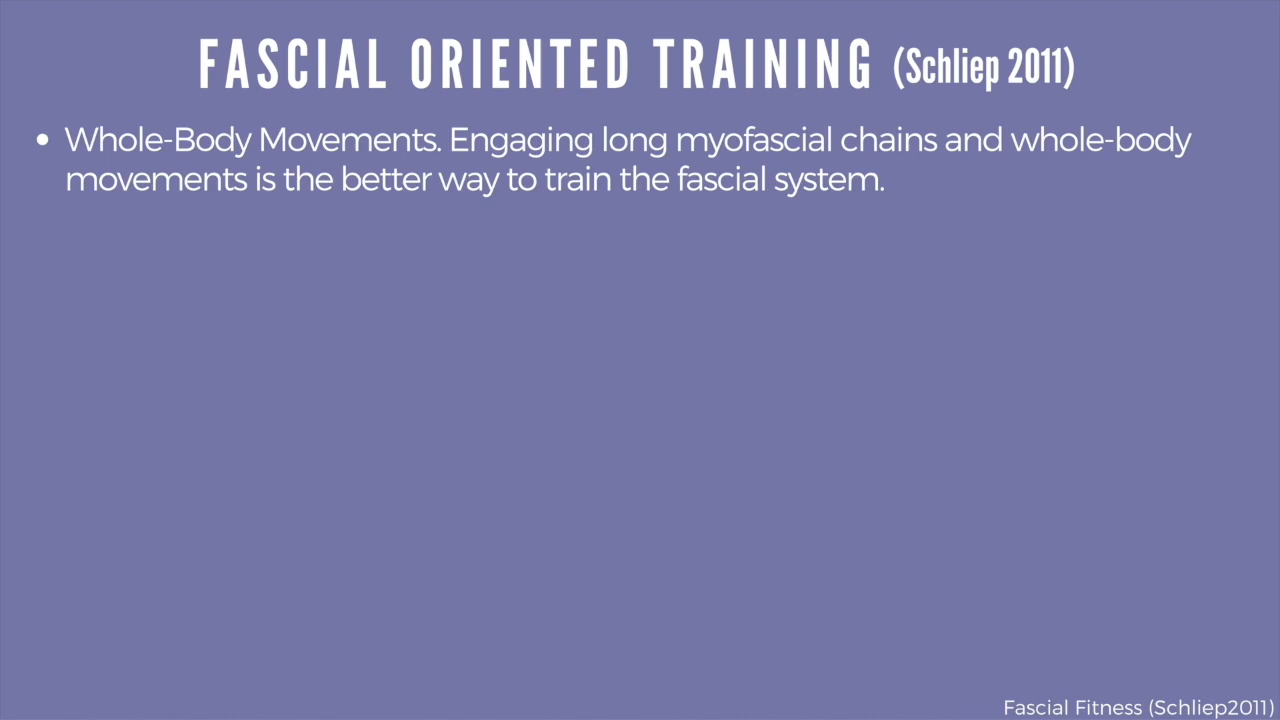 FASCIAL ORIENTED TRAINING (Schliep 2011)
• Whole-Body Movements. Engaging long myofascial chains and whole-body
movements is the better way to train the fascial system.
Fascial Fitness (Schliep2011)